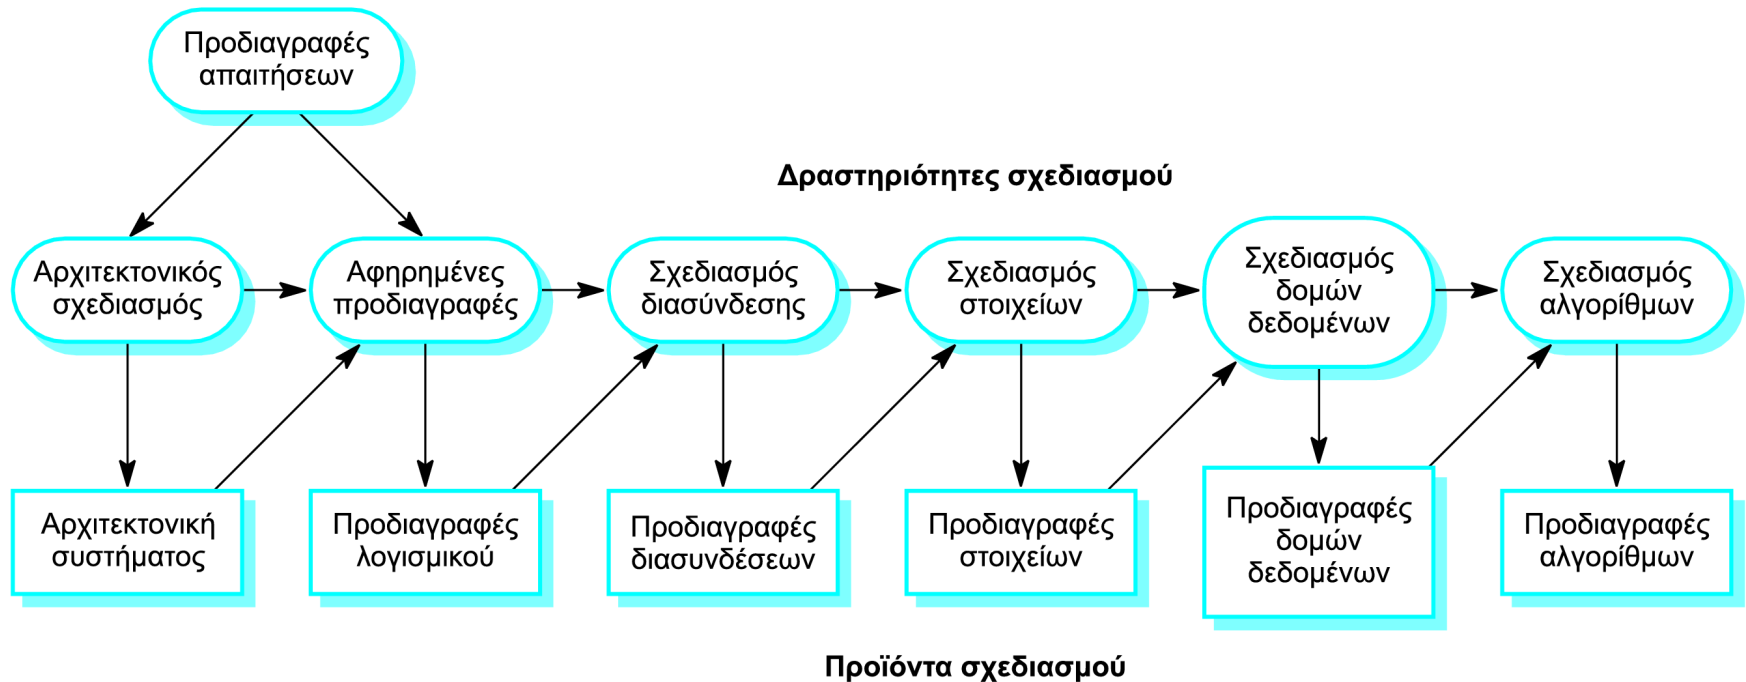 Προδιαγραφές
απαιτήσεων
Δραστηριότητες σχεδιασμού
Αρχιτεκτονικός
σχεδιασμός
Αφηρημένες
προδιαγραφές
Σχεδιασμός
διασύνδεσης
Σχεδιασμός
στοιχείων
Σχεδιασμός
δομών
δεδομένων
Σχεδιασμός
αλγορίθμων
Αρχιτεκτονική
συστήματος
Προδιαγραφές
λογισμικού
Προδιαγραφές
διασυνδέσεων
Προδιαγραφές
στοιχείων
Προδιαγραφές
δομών
δεδομένων
Προδιαγραφές
αλγορίθμων
Προϊόντα σχεδιασμού